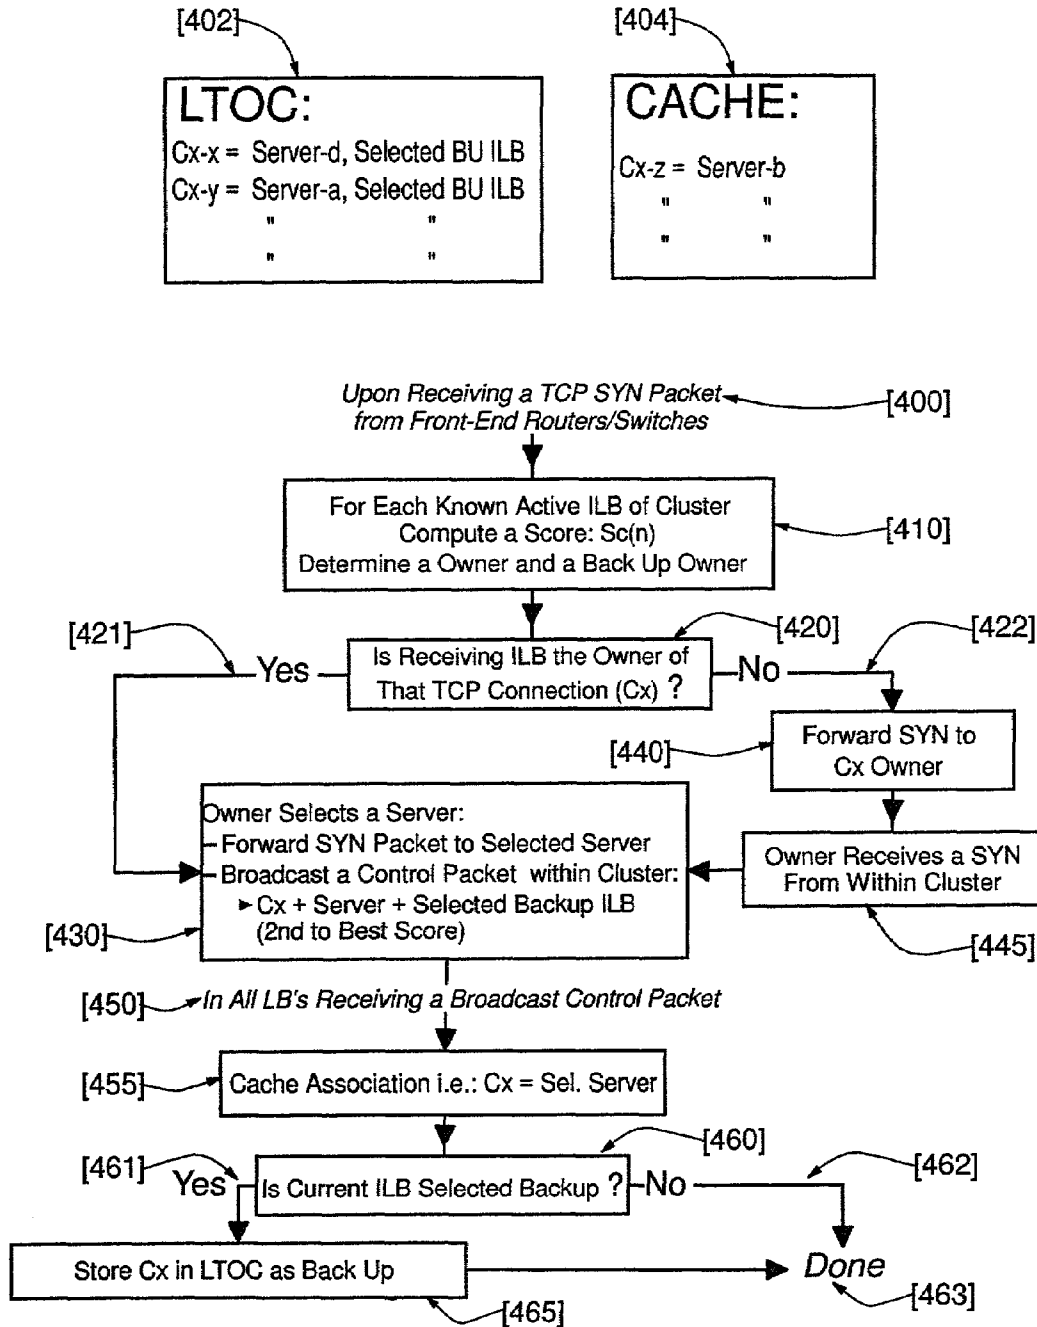 [402]
[404]
LTOC:
Cx-x = Server-d, Selected BU ILB
Cx-y = Server-a, Selected BU ILB
" "
" "
CACHE:
Cx-z = Server-b
" "
" "
Upon Receiving a TCP SYN Packet
from Front-End Routers/Switches
[400]
For Each Known Active ILB of Cluster
Compute a Score: Sc(n)
Determine a Owner and a Back Up Owner
[410]
[421]
[420]
[422]
Yes
Is Receiving ILB the Owner of
That TCP Connection (Cx) ?
No
[440]
Forward SYN to
Cx Owner
Owner Selects a Server:
– Forward SYN Packet to Selected Server
– Broadcast a Control Packet within Cluster:
► Cx + Server + Selected Backup ILB
(2nd to Best Score)
[430]
Owner Receives a SYN
From Within Cluster
[445]
[450]
In All LB's Receiving a Broadcast Control Packet
[455]
Cache Association i.e.: Cx = Sel. Server
[460]
[461]
[462]
Yes
Is Current ILB Selected Backup ?
No
Store Cx in LTOC as Back Up
Done
[465]
[463]